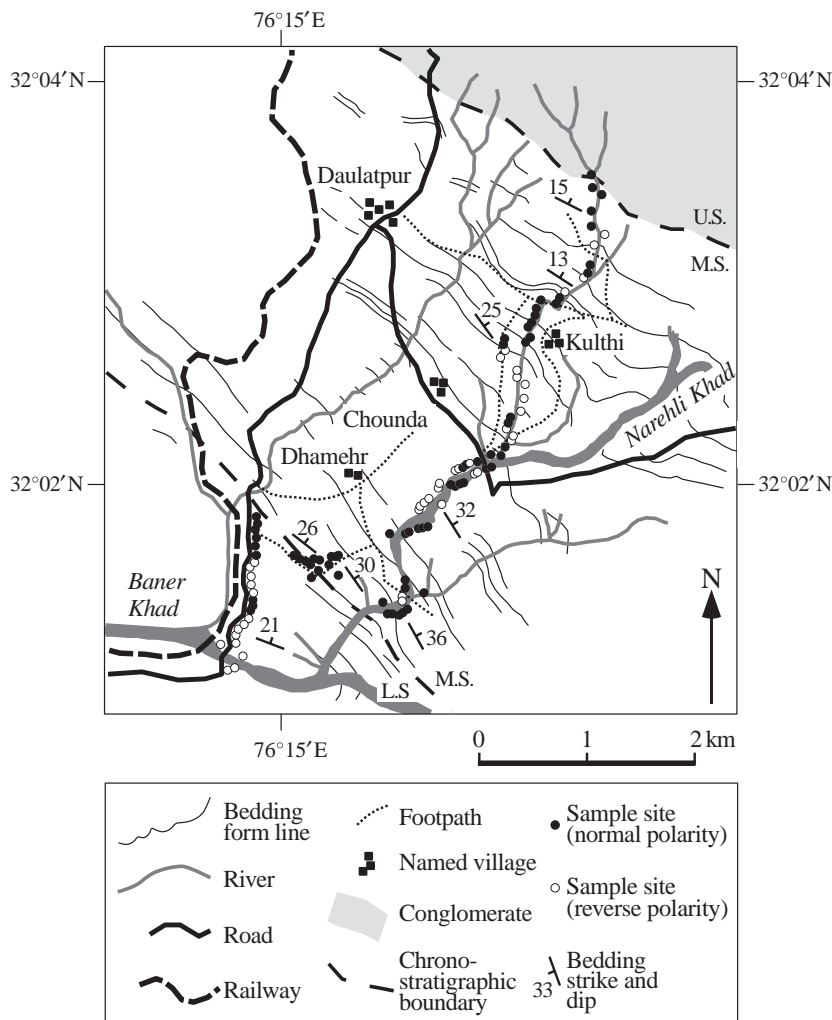 76°15′E
32°04′N
32°04′N
Daulatpur
15
U.S.
M.S.
13
25
Kulthi
Narehli Khad
Chounda
Dhamehr
32°02′N
32°02′N
32
26
30
Baner
Khad
21
36
N
M.S.
L.S
76°15′E
0 1 2 km
Bedding
form line
River
Road
Railway
Footpath
Named village
Conglomerate
Chrono-
stratigraphic
boundary
Sample site
(normal polarity)
Sample site
(reverse polarity)
33
Bedding
strike and
dip